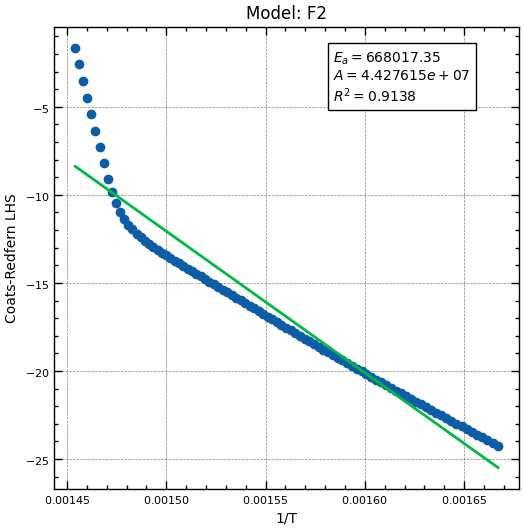 Model: F2
E_a = 668017.35
A = 4.427615e + 07
R^2 = 0.9138
Coats-Redfern LHS
−5
−10
−15
−20
−25
0.00145 0.00150 0.00155 0.00160 0.00165
1/T